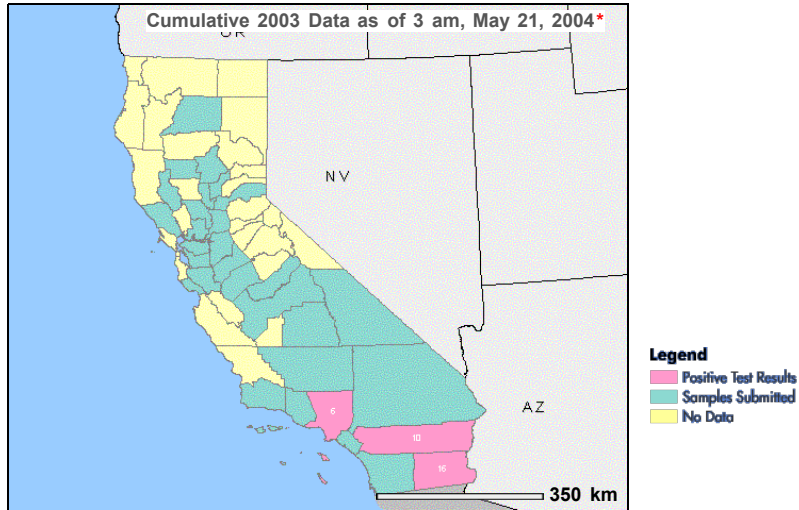 Cumulative 2003 Data as of 3 am, May 21, 2004*
OR
NV
Legend
Positive Test Results
Samples Submitted
No Data
6
AZ
10
16
350 km